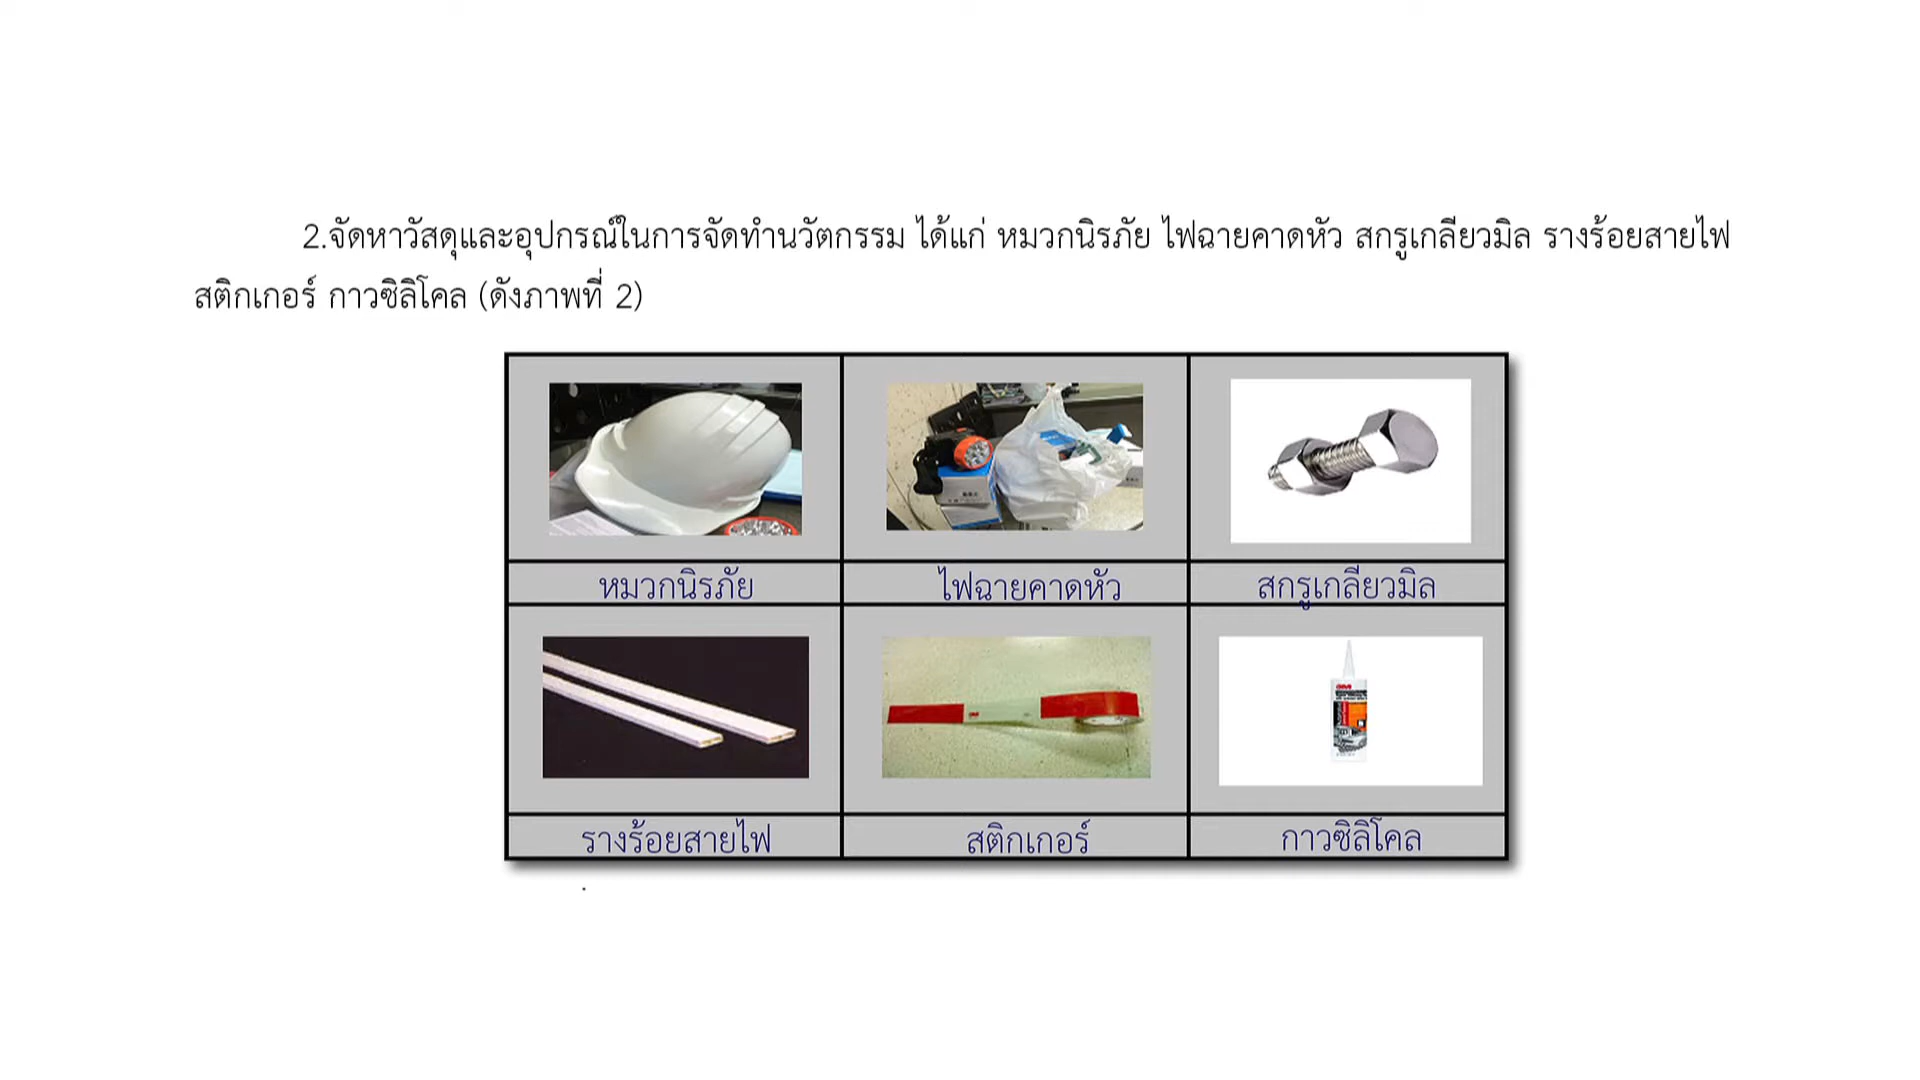 2.จัดหาวัสดุและอุปกรณ์ในการจัดทำนวัตกรรม ได้แก่ หมวกนิรภัย ไฟฉายคาดหัว สกรูเกลียวมิล รางร้อยสายไฟ
สติกเกอร์ กาวซิลิโคล (ดังภาพที่ 2)
หมวกนิรภัย ไฟฉายคาดหัว สกรูเกลียวมิล
รางร้อยสายไฟ สติกเกอร์ กาวซิลิโคล